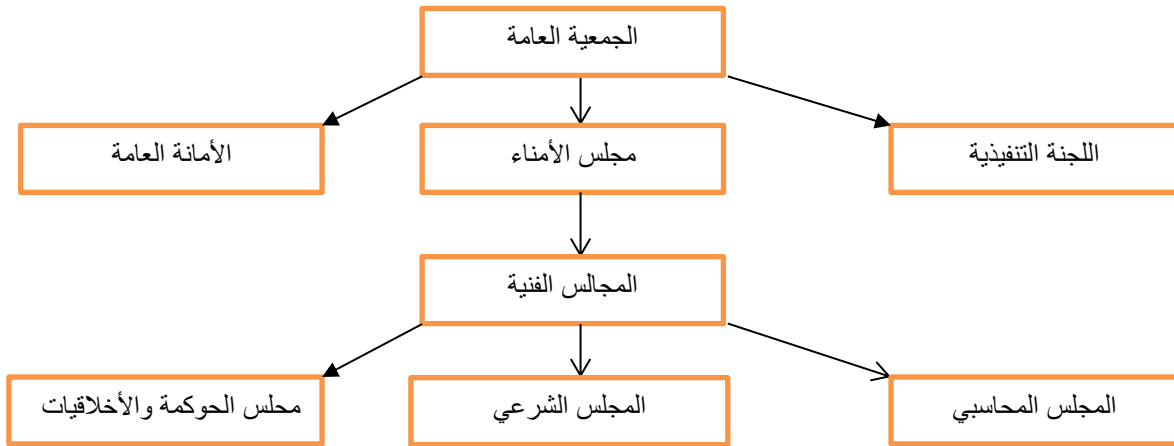 الجمعية العامة
اللجنة التنفيذية
مجلس الأمناء
الأمانة العامة
المجالس الفنية
المجلس المحاسبي
المجلس الشرعي
محلس الحوكمة والأخلاقيات